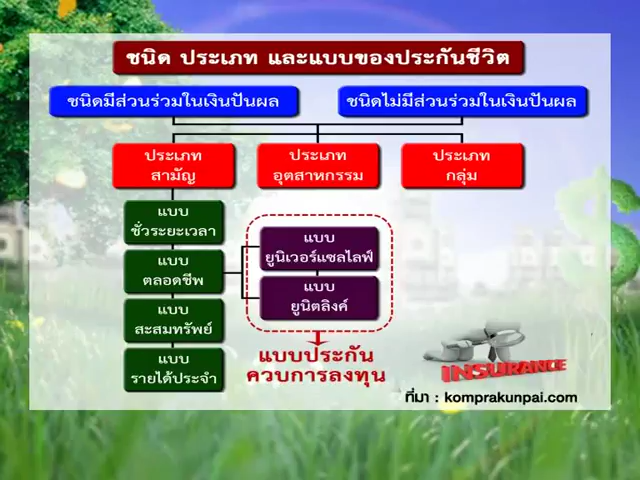 ชนิด ประเภท และแบบของประกันชีวิต
ชนิดมีส่วนร่วมในเงินปันผล
ชนิดไม่มีส่วนร่วมในเงินปันผล
ประเภท
สามัญ
ประเภท
อุตสาหกรรม
ประเภท
กลุ่ม
แบบ
ชั่วระยะเวลา
แบบ
ตลอดชีพ
แบบ
สะสมทรัพย์
แบบ
รายได้ประจำ
แบบ
ยูนิเวอร์แซลไลฟ์
แบบ
ยูนิตลิงค์
แบบประกัน
ควบการลงทุน
INSURANCE
ที่มา : komprakunpai.com